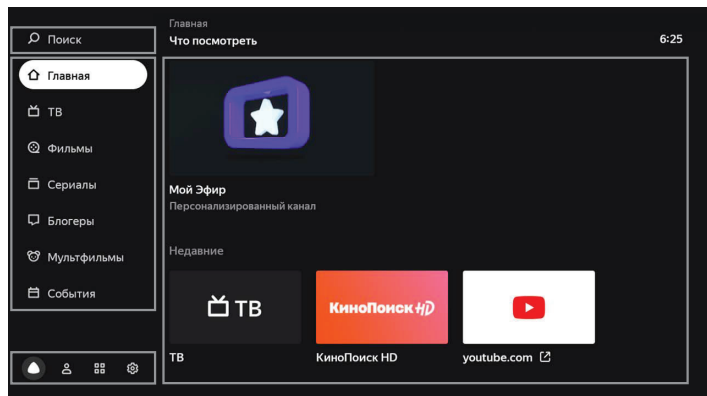 Поиск
Главная
ТВ
Фильмы
Сериалы
Блогеры
Мультфильмы
События
Главная
Что посмотреть
6:25
Мой Эфир
Персонализированный канал
Недавние
ТВ
КиноПоиск HD
ТВ
КиноПоиск HD
youtube.com